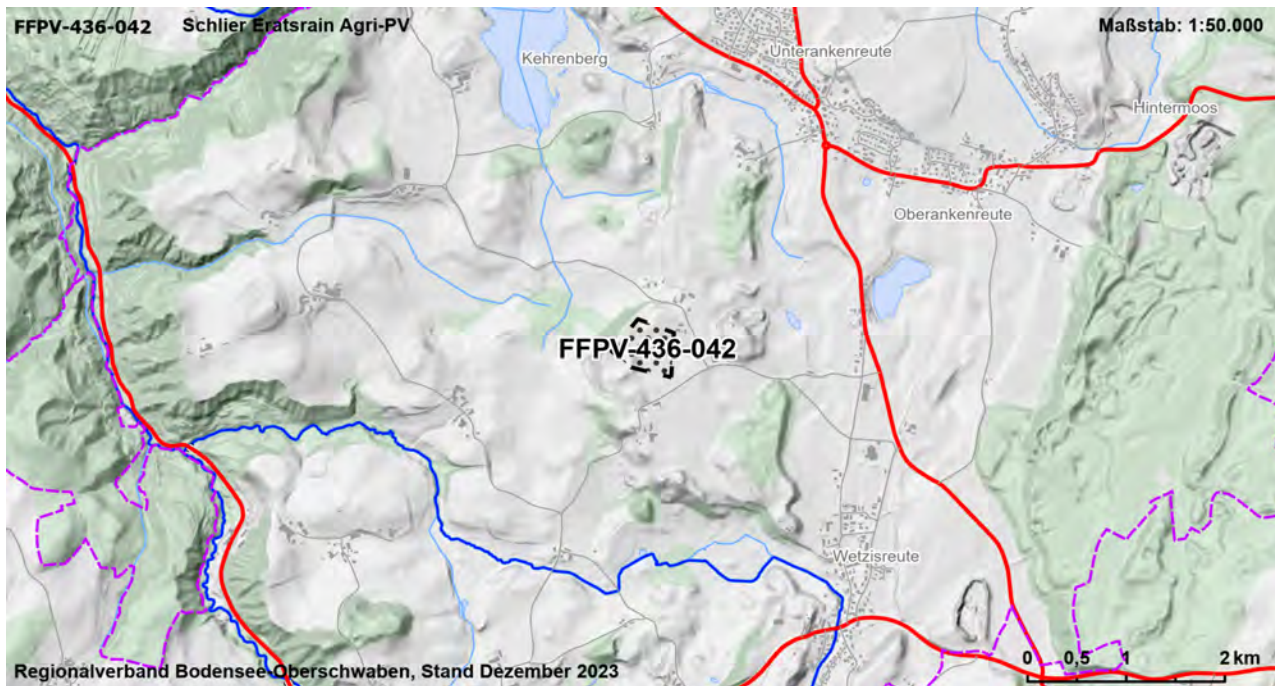 FFPV-436-042 Schlier Eratsrain Agri-PV Maßstab: 1:50.000
Unterankenreute
Kehrenberg
Hintermoos
Oberankenreute
FFPV-436-042
Wetzisreute
0 0,5 1 2 km
Regionalverband Bodensee-Oberschwaben, Stand Dezember 2023